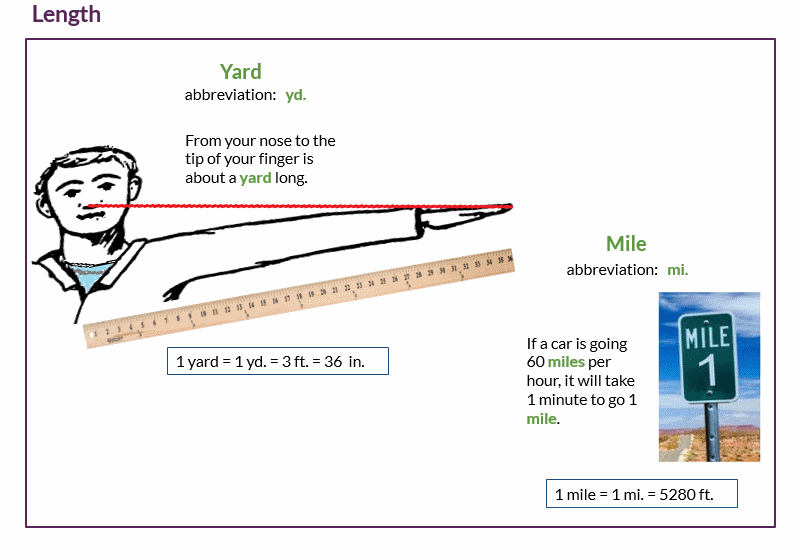 Length
Yard
abbreviation: yd.
From your nose to the
tip of your finger is
about a yard long.
1 2 3 4 5 6 7 8 9 10 11 12 13 14 15 16 17 18 19 20 21 22 23 24 25 26 27 28 29 30 31 32 33 34 35 36
1 yard = 1 yd. = 3 ft. = 36 in.
Mile
abbreviation: mi.
If a car is going
60 miles per
hour, it will take
1 minute to go 1
mile.
MILE
1
1 mile = 1 mi. = 5280 ft.